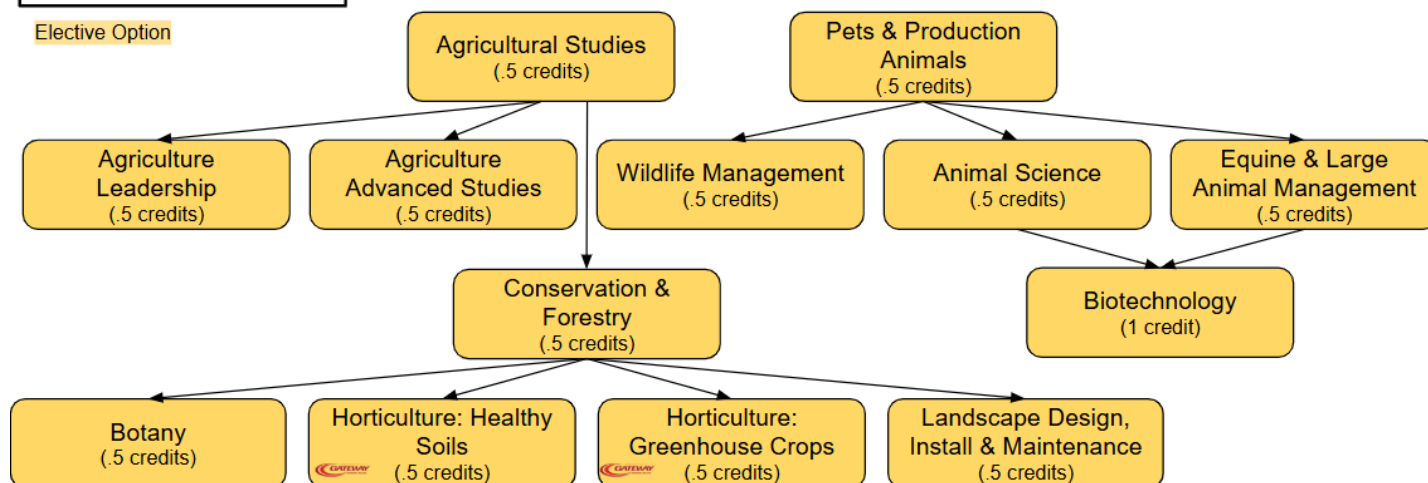 Elective Option
Agricultural Studies
(.5 credits)
Pets & Production
Animals
(.5 credits)
Agriculture
Leadership
(.5 credits)
Agriculture
Advanced Studies
(.5 credits)
Wildlife Management
(.5 credits)
Animal Science
(.5 credits)
Equine & Large
Animal Management
(.5 credits)
Conservation &
Forestry
(.5 credits)
Biotechnology
(1 credit)
Botany
(.5 credits)
Horticulture: Healthy
Soils
(.5 credits)
GATEWAY
Horticulture:
Greenhouse Crops
(.5 credits)
GATEWAY
Landscape Design,
Install & Maintenance
(.5 credits)